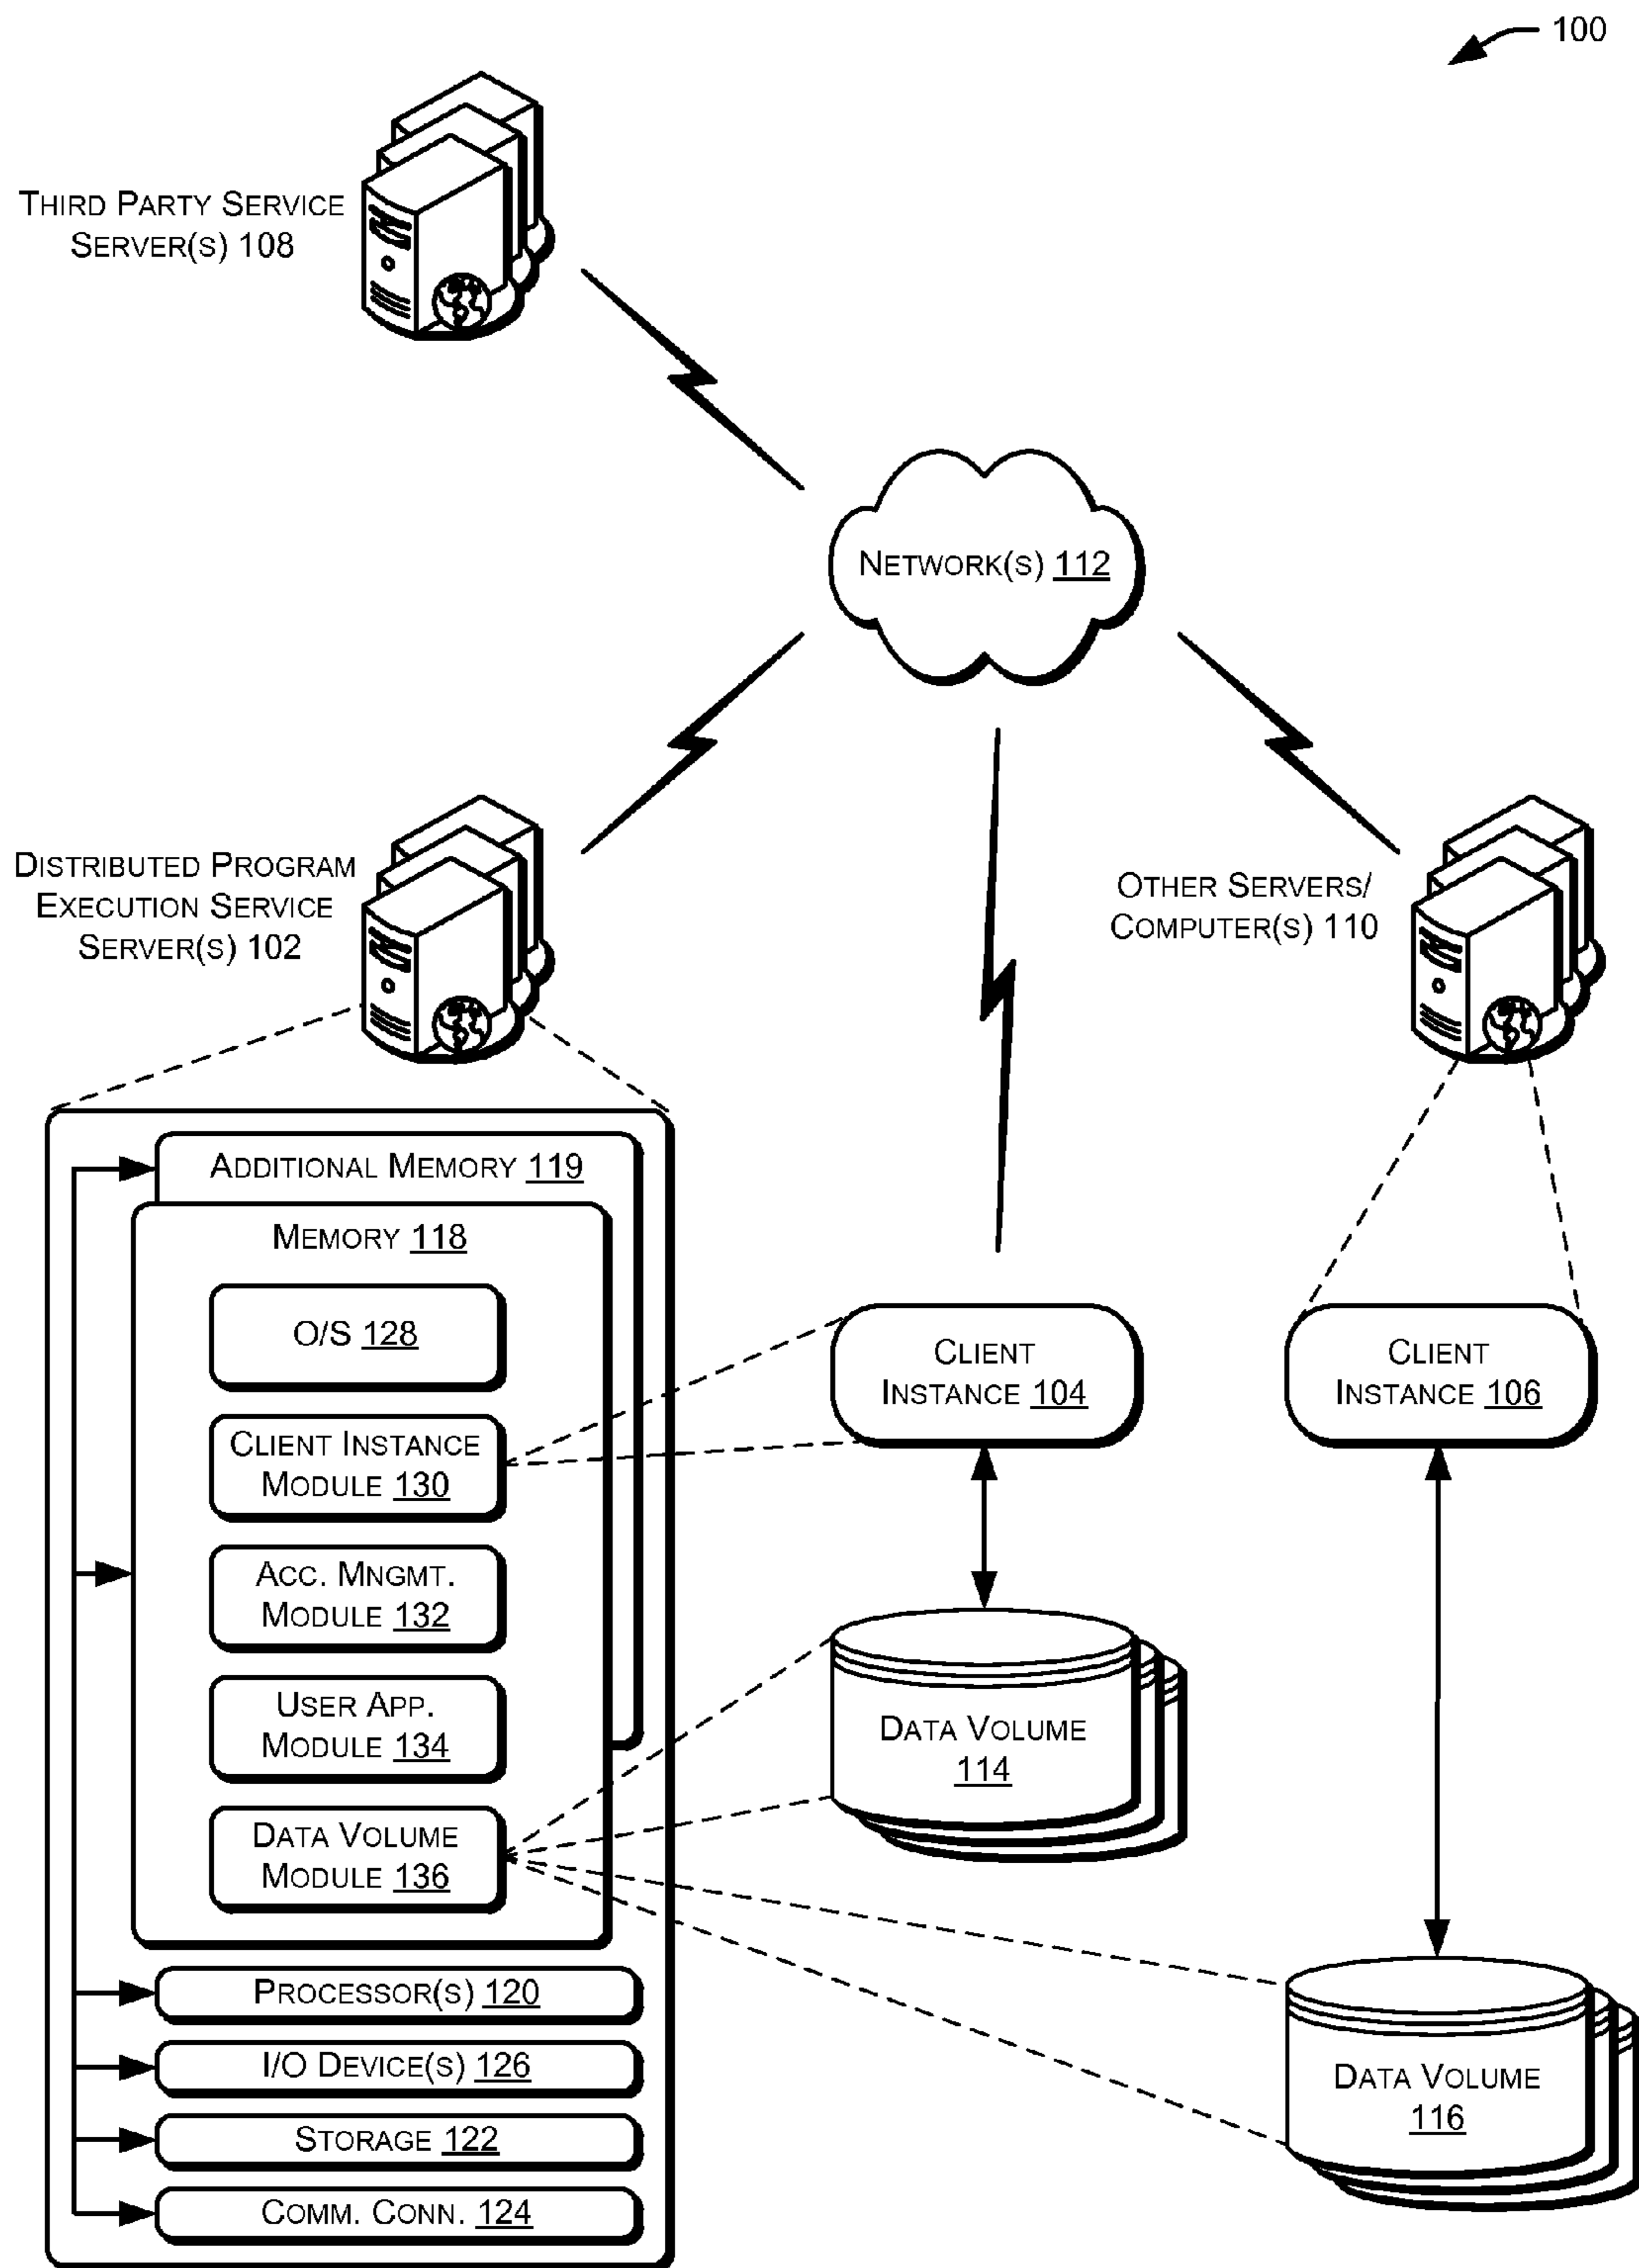 100
THIRD PARTY SERVICE
SERVER(S) 108
NETWORK(S) 112
DISTRIBUTED PROGRAM
EXECUTION SERVICE
SERVER(S) 102
OTHER SERVERS/
COMPUTER(S) 110
ADDITIONAL MEMORY 119
MEMORY 118
O/S 128
CLIENT INSTANCE
MODULE 130
ACC. MNGMT.
MODULE 132
USER APP.
MODULE 134
DATA VOLUME
MODULE 136
PROCESSOR(S) 120
I/O DEVICE(S) 126
STORAGE 122
COMM. CONN. 124
CLIENT
INSTANCE 104
CLIENT
INSTANCE 106
DATA VOLUME
114
DATA VOLUME
116